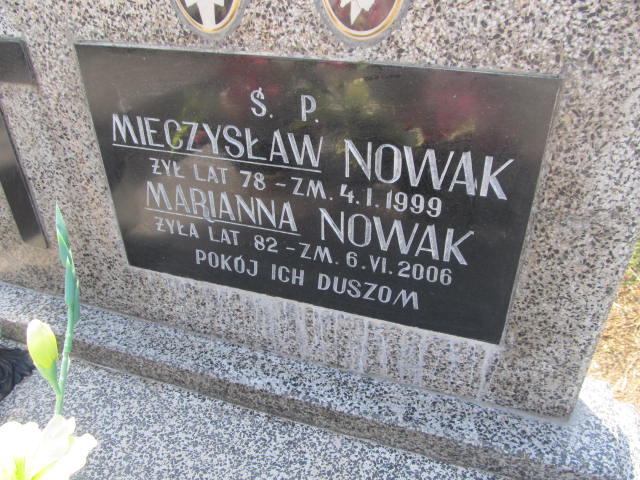 Ś. P.
MIECZYSŁAW NOWAK
ŻYŁ LAT 78 - ZM. 4.I.1999
MARIANNA NOWAK
ŻYŁA LAT 82 - ZM. 6.VI.2006
POKÓJ ICH DUSZOM